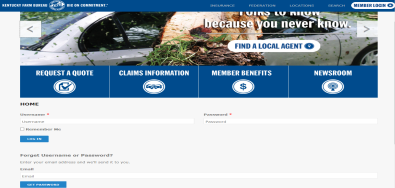 KENTUCKY FARM BUREAU BIG ON COMMITMENT.
INSURANCE FEDERATION LOCATIONS SEARCH MEMBER LOGIN
because you never know.
FIND A LOCAL AGENT
REQUEST A QUOTE CLAIMS INFORMATION MEMBER BENEFITS NEWSROOM
HOME
Username * Password *
Username Password
Remember Me
LOG IN
Forgot Username or Password?
Enter your email address and we'll send it to you.
Email
Email
GET PASSWORD